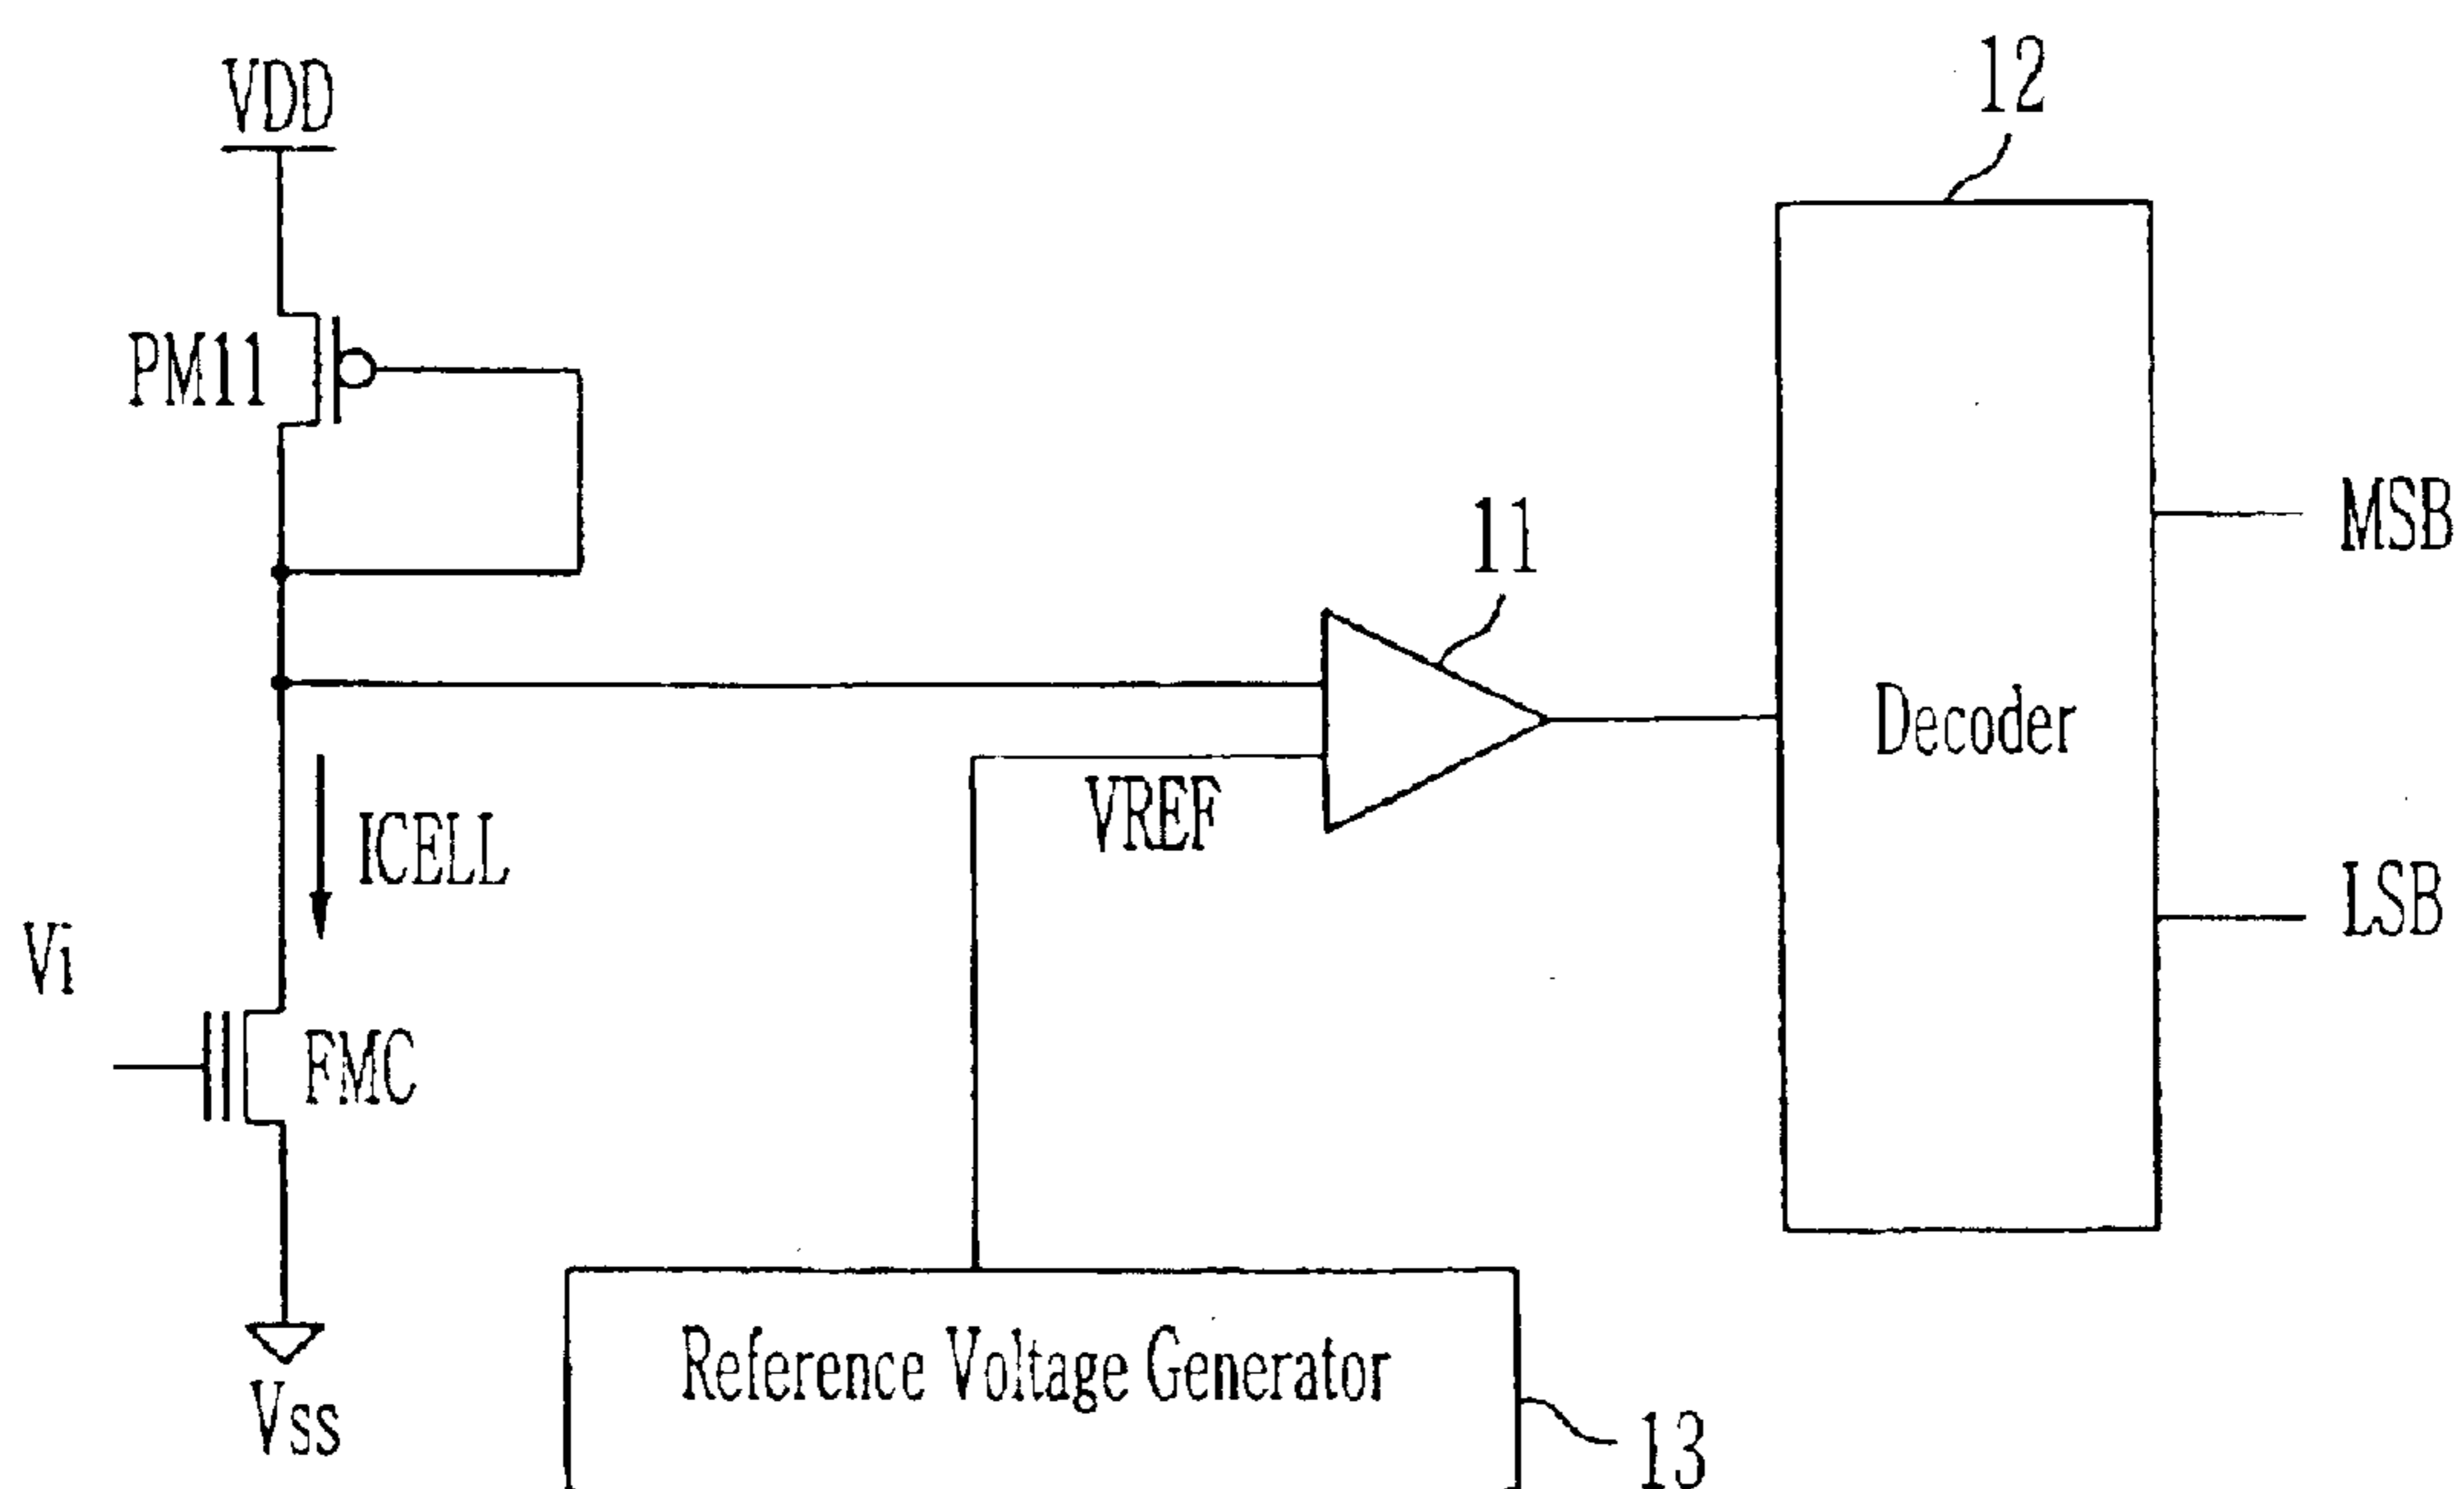 12
VDD
PM11
MSB
11
Decoder
VREF
ICELL
LSB
Vi
FMC
Reference Voltage Generator
Vss
13